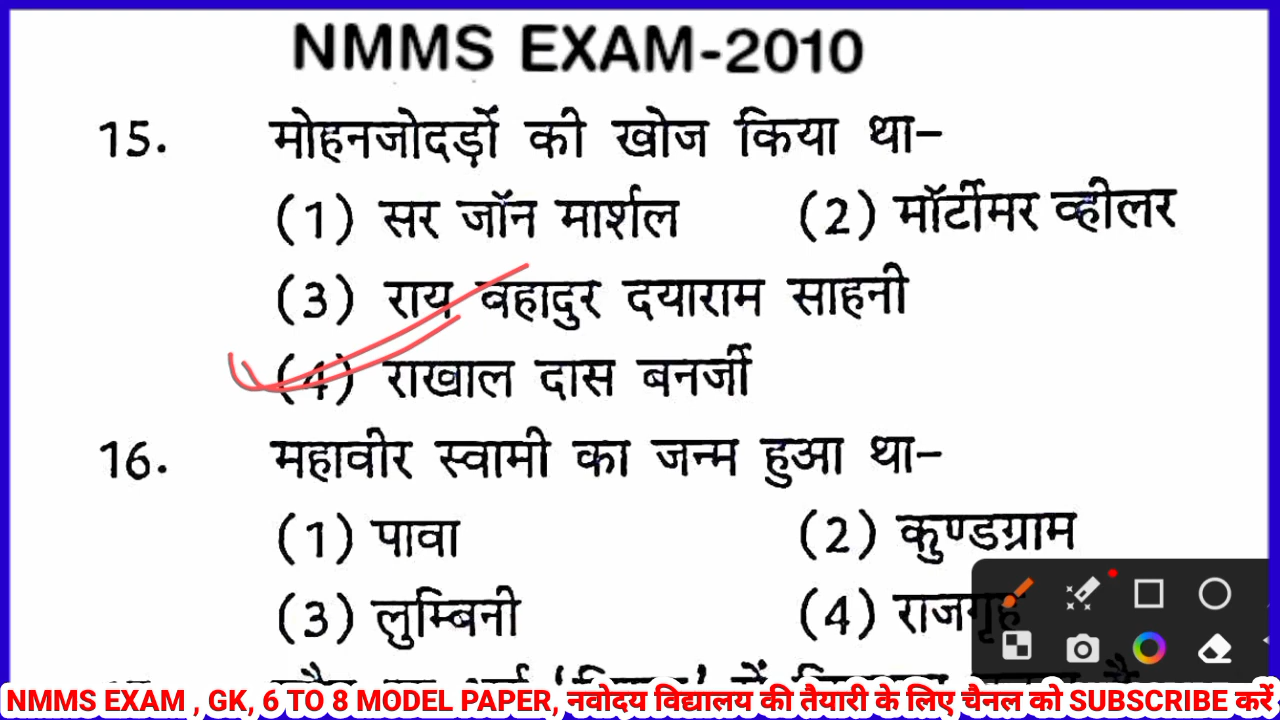 NMMS EXAM-2010
15. मोहनजोदड़ों की खोज किया था-
(1) सर जॉन मार्शल (2) मॉर्टीमर व्हीलर
(3) राय बहादुर दयाराम साहनी
(4) राखाल दास बनर्जी
16. महावीर स्वामी का जन्म हुआ था-
(1) पावा (2) कुण्डग्राम
(3) लुम्बिनी (4) राजगृह
NMMS EXAM , GK, 6 TO 8 MODEL PAPER, नवोदय विद्यालय की तैयारी के लिए चैनल को SUBSCRIBE करें